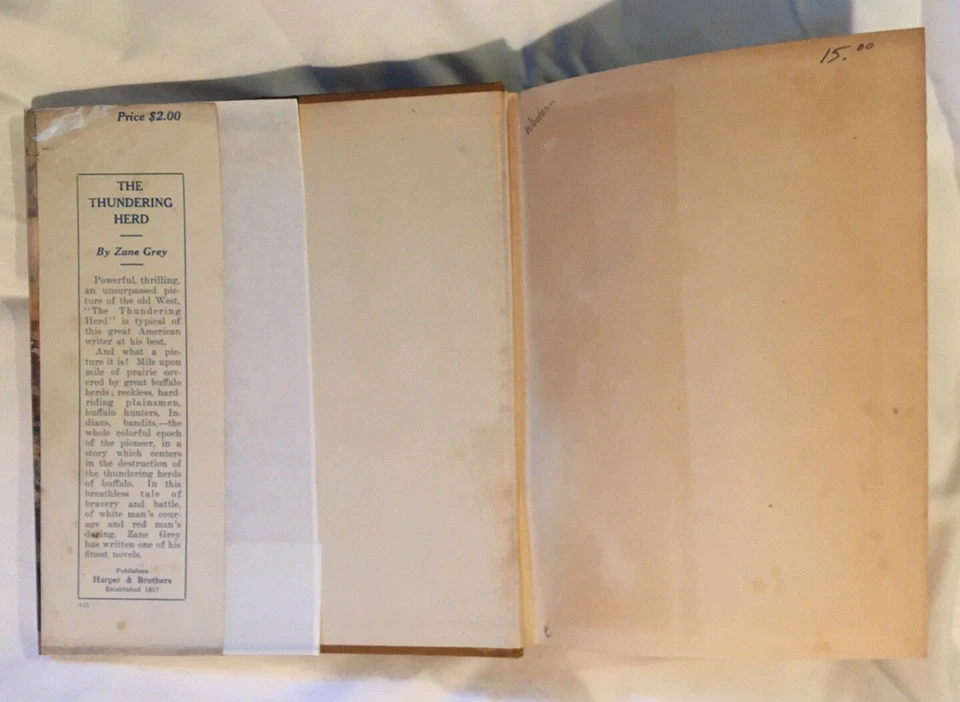 Price $2.00
THE
THUNDERING
HERD
By Zane Grey
Powerful, thrilling,
an unsurpassed pic-
ture of the old West,
"The Thundering
Herd" is typical of
this great American
writer at his best.
And what a pic-
ture it is! Mile upon
mile of prairie cov-
ered by great buffalo
herds; reckless, hard-
riding plainsmen,
buffalo hunters, In-
dians, bandits,—the
whole colorful epoch
of the pioneer, in a
story which centers
in the destruction of
the thundering herds
of buffalo. In this
breathless tale of
bravery and battle,
of white man's cour-
age and red man's
daring, Zane Grey
has written one of his
finest novels.
Publishers
Harper & Brothers
Established 1817
15.00